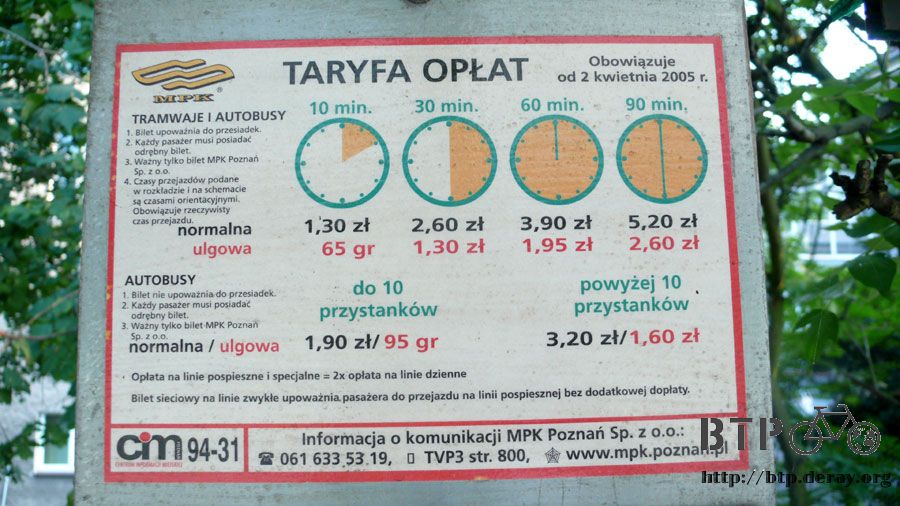 MPK ®
TARYFA OPŁAT
Obowiązuje
od 2 kwietnia 2005 r.
TRAMWAJE I AUTOBUSY
1. Bilet upoważnia do przesiadek.
2. Każdy pasażer musi posiadać
odrębny bilet.
3. Ważny tylko bilet MPK Poznań
Sp. z o.o.
4. Czasy przejazdów podane
w rozkładzie i na schemacie
są czasami orientacyjnymi.
Obowiązuje rzeczywisty
czas przejazdu.
10 min. 30 min. 60 min. 90 min.
normalna 1,30 zł 2,60 zł 3,90 zł 5,20 zł
ulgowa 65 gr 1,30 zł 1,95 zł 2,60 zł
AUTOBUSY
1. Bilet nie upoważnia do przesiadek.
2. Każdy pasażer musi posiadać
odrębny bilet.
3. Ważny tylko bilet MPK Poznań
Sp. z o.o.
do 10
przystanków
powyżej 10
przystanków
normalna / ulgowa 1,90 zł/95 gr 3,20 zł/1,60 zł
Opłata na linie pospieszne i specjalne = 2x opłata na linie dzienne
Bilet sieciowy na linie zwykłe upoważnia pasażera do przejazdu na linii pospiesznej bez dodatkowej dopłaty.
cim 94-31
CENTRUM INFORMACJI MIEJSKIEJ
Informacja o komunikacji MPK Poznań Sp. z o.o.:
061 633 53 19, TVP3 str. 800, www.mpk.poznan.pl
BTP
http://btp.deray.org